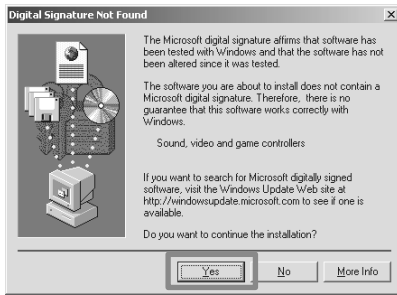 Digital Signature Not Found
The Microsoft digital signature affirms that software has
been tested with Windows and that the software has not
been altered since it was tested.
The software you are about to install does not contain a
Microsoft digital signature. Therefore, there is no
guarantee that this software works correctly with
Windows.
Sound, video and game controllers
If you want to search for Microsoft digitally signed
software, visit the Windows Update Web site at
http://windowsupdate.microsoft.com to see if one is
available.
Do you want to continue the installation?
Yes No More Info